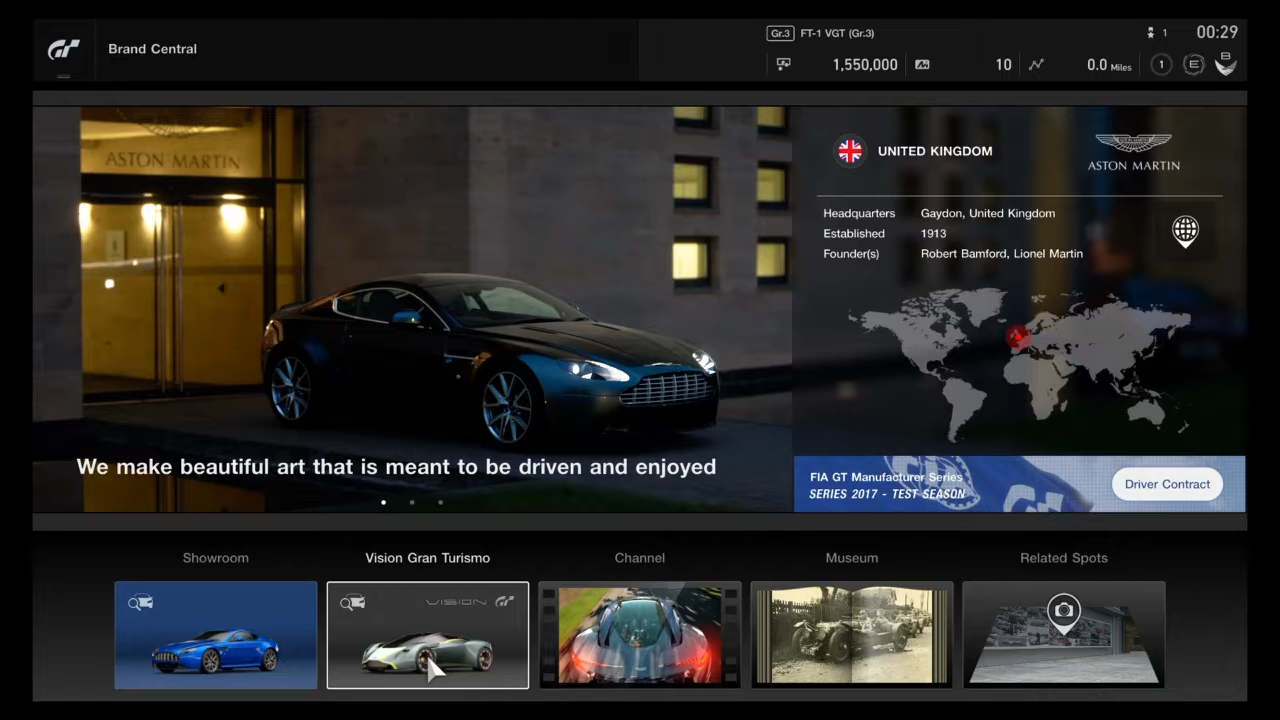 Brand Central
Gr.3 FT-1 VGT (Gr.3)
1 00:29
1,550,000 10 0.0 Miles 1 E B
ASTON MARTIN
UNITED KINGDOM
ASTON MARTIN
Headquarters Gaydon, United Kingdom
Established 1913
Founder(s) Robert Bamford, Lionel Martin
We make beautiful art that is meant to be driven and enjoyed
FIA GT Manufacturer Series
SERIES 2017 - TEST SEASON
Driver Contract
Showroom Vision Gran Turismo Channel Museum Related Spots
VISION GT